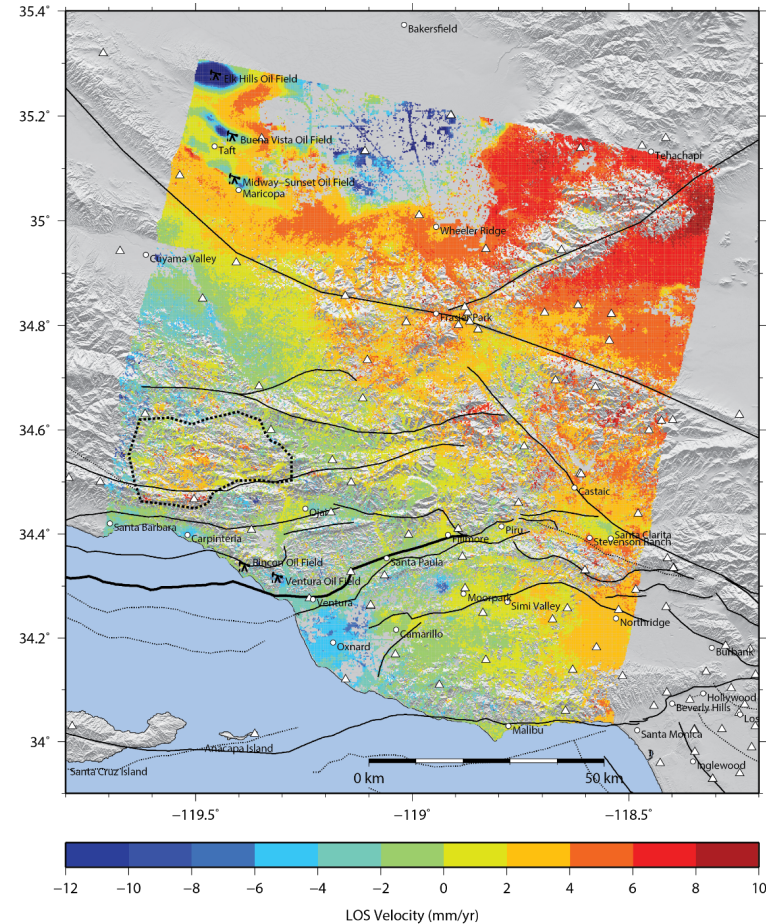 35.4°
Bakersfield
Elk Hills Oil Field
35.2°
Buena Vista Oil Field
Taft
Tehachapi
Midway−Sunset Oil Field
Maricopa
35°
Wheeler Ridge
Cuyama Valley
Frasier Park
34.8°
34.6°
Castaic
Ojai
Santa Barbara
Piru
34.4°
Carpinteria
Fillmore
Santa Clarita
Stevenson Ranch
Rincon Oil Field
Santa Paula
Ventura Oil Field
Moorpark
Ventura
Simi Valley
Northridge
34.2°
Camarillo
Oxnard
Burbank
Hollywood
Beverly Hills
Los
34°
Malibu
Santa Monica
Anacapa Island
Santa Cruz Island
Inglewood
0 km
50 km
−119.5°
−119°
−118.5°
−12 −10 −8 −6 −4 −2 0 2 4 6 8 10
LOS Velocity (mm/yr)